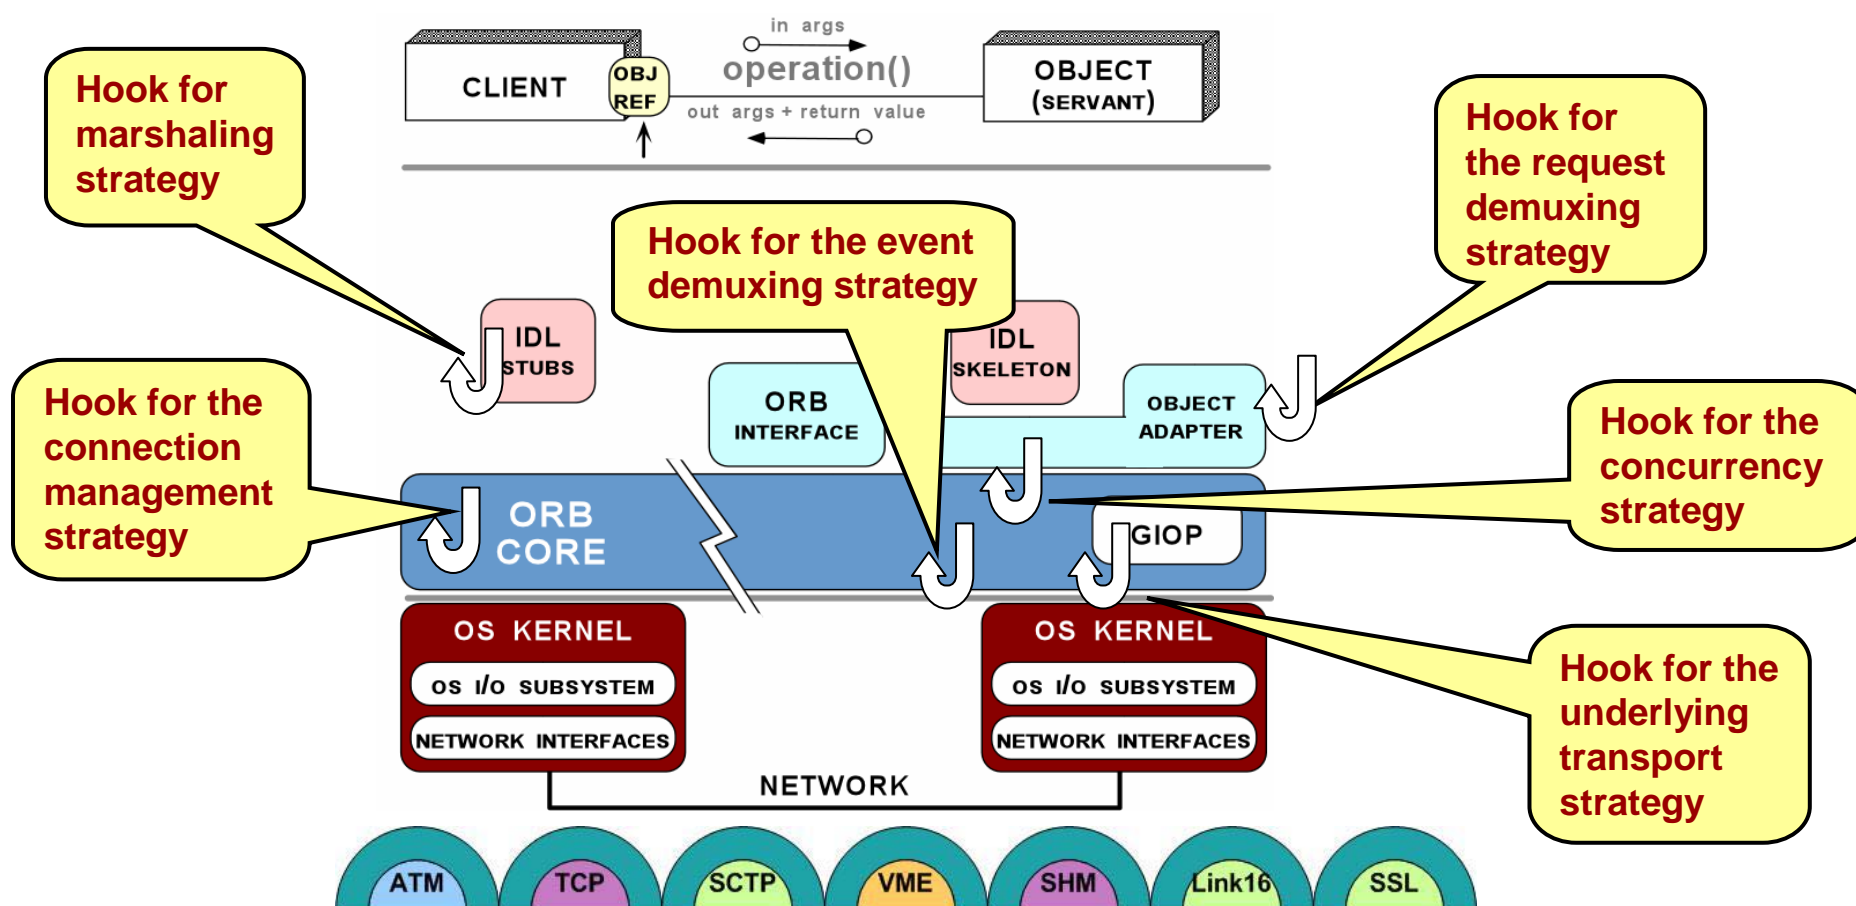 in args
CLIENT
OBJ
REF
operation()
OBJECT
(SERVANT)
out args + return value
Hook for
marshaling
strategy
Hook for
the request
demuxing
strategy
Hook for the event
demuxing strategy
IDL
STUBS
IDL
SKELETON
ORB
INTERFACE
OBJECT
ADAPTER
Hook for the
connection
management
strategy
Hook for the
concurrency
strategy
ORB
CORE
GIOP
OS KERNEL
OS I/O SUBSYSTEM
NETWORK INTERFACES
OS KERNEL
OS I/O SUBSYSTEM
NETWORK INTERFACES
Hook for the
underlying
transport
strategy
NETWORK
ATM
TCP
SCTP
VME
SHM
Link16
SSL